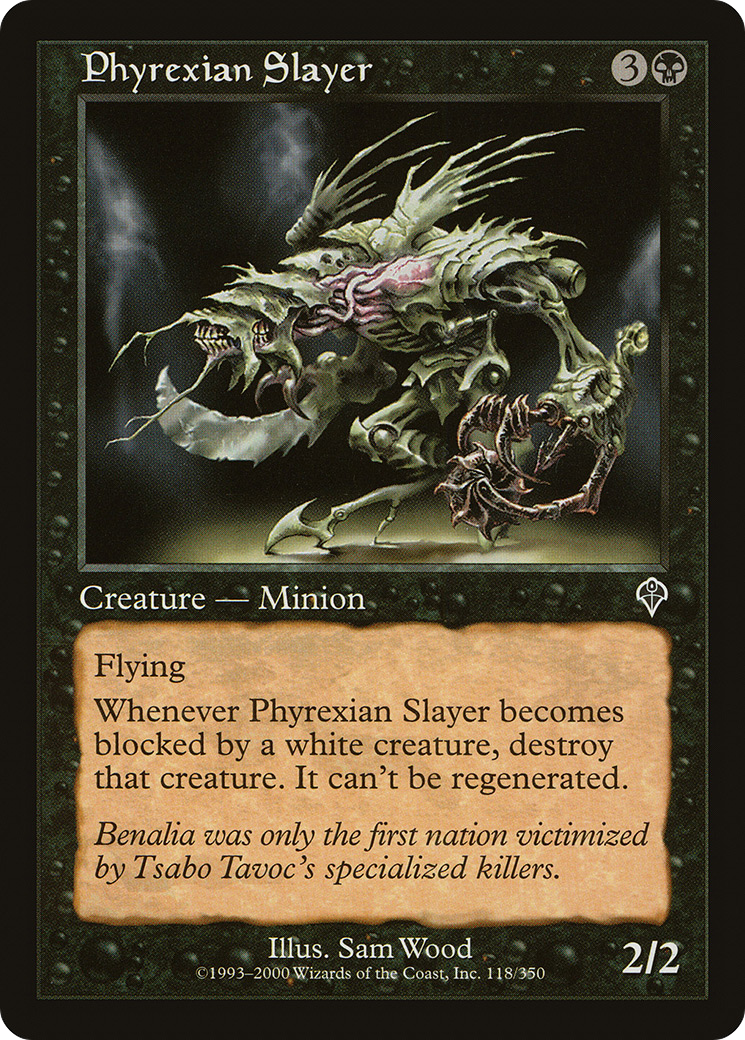 Phyrexian Slayer 3
Creature — Minion
Flying
Whenever Phyrexian Slayer becomes
blocked by a white creature, destroy
that creature. It can't be regenerated.
Benalia was only the first nation victimized
by Tsabo Tavoc's specialized killers.
Illus. Sam Wood
©1993–2000 Wizards of the Coast, Inc. 118/350
2/2